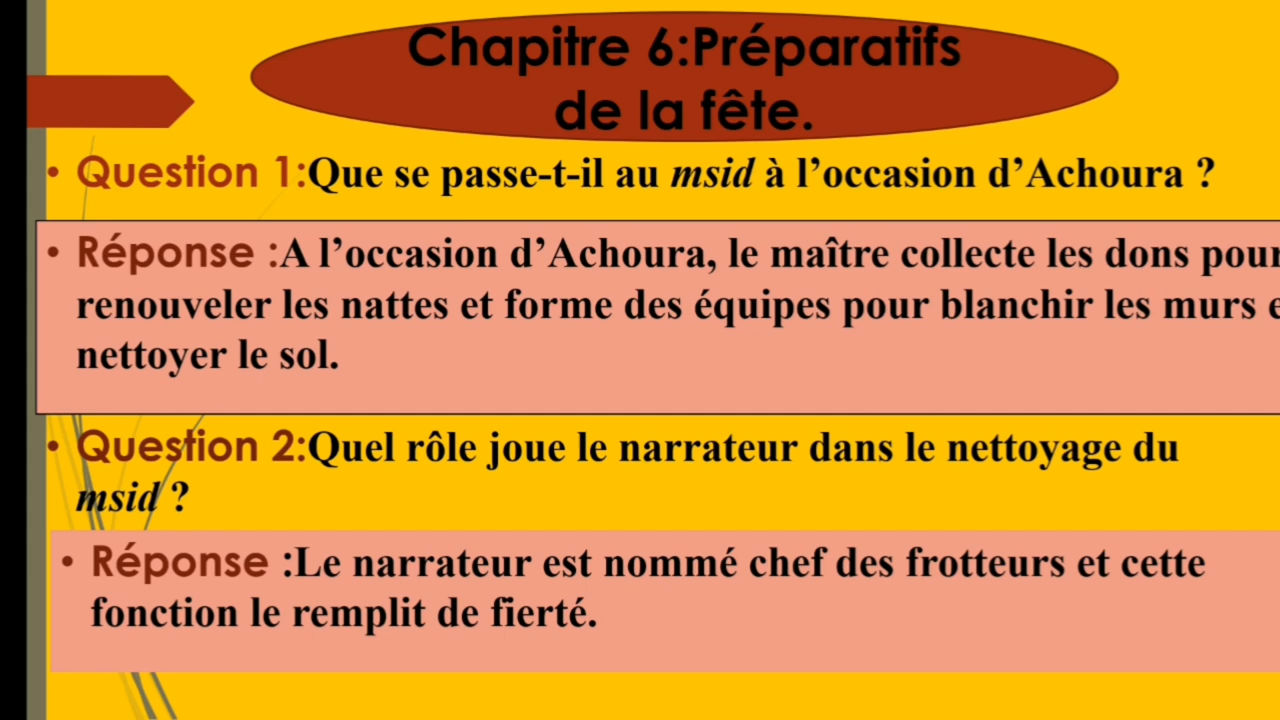 Chapitre 6:Préparatifs
de la fête.
• Question 1:Que se passe-t-il au msid à l’occasion d’Achoura ?
• Réponse :A l’occasion d’Achoura, le maître collecte les dons pour
renouveler les nattes et forme des équipes pour blanchir les murs e
nettoyer le sol.
• Question 2:Quel rôle joue le narrateur dans le nettoyage du
msid ?
• Réponse :Le narrateur est nommé chef des frotteurs et cette
fonction le remplit de fierté.